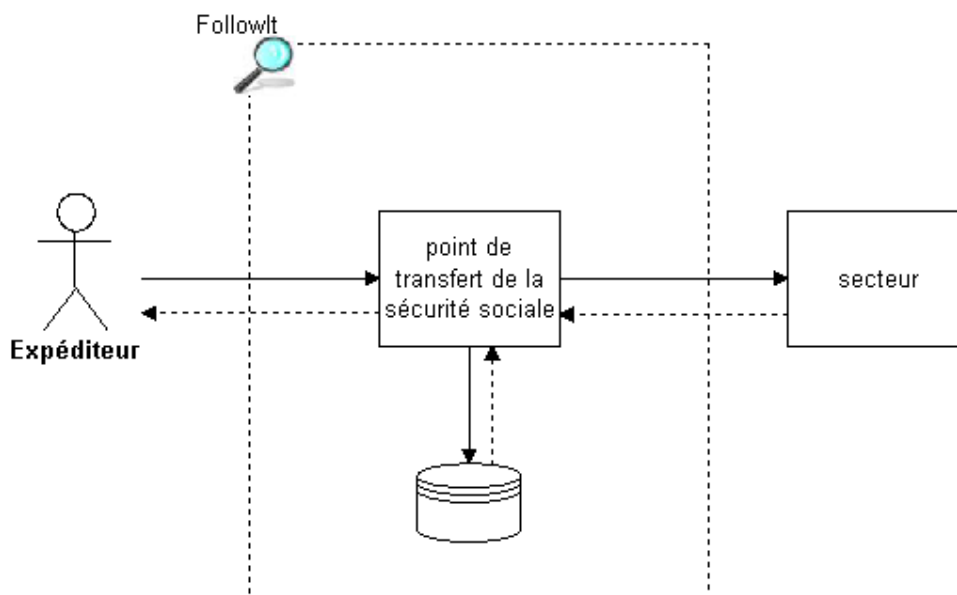 FollowIt
point de
transfert de la
sécurité sociale
secteur
Expéditeur